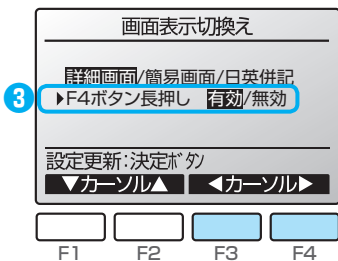 画面表示切換え
詳細画面/簡易画面/日英併記
3 ▶F4ボタン長押し 有効/無効
設定更新:決定ボタン
▼カーソル▲ ◀カーソル▶
F1 F2 F3 F4